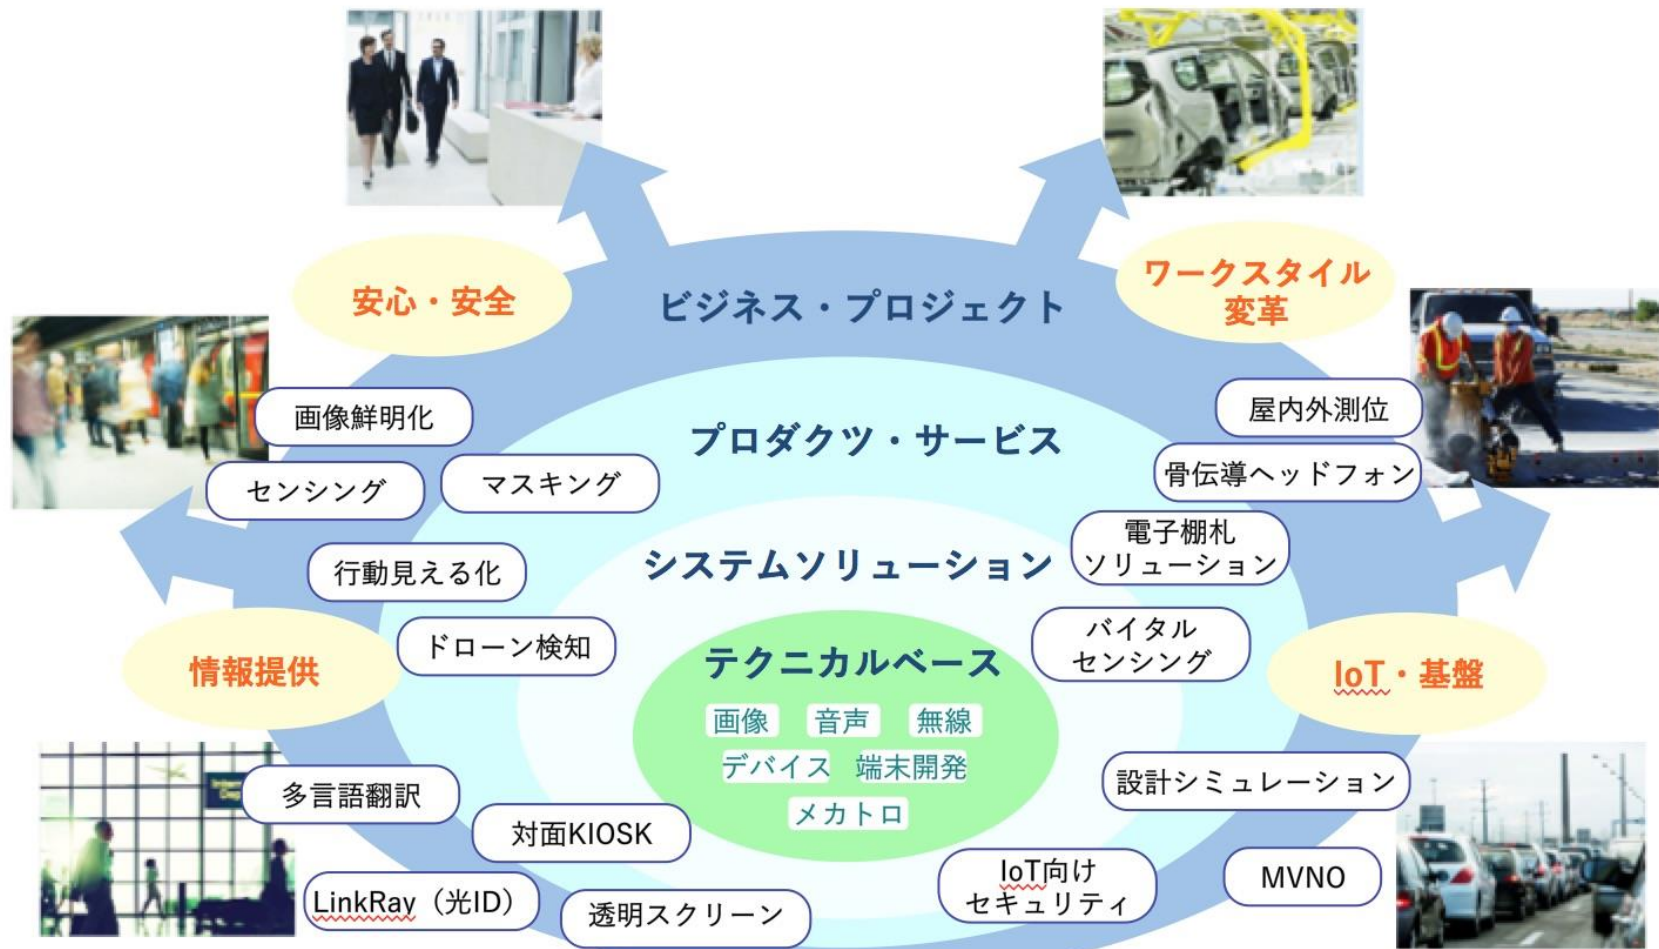 安心・安全
ビジネス・プロジェクト
ワークスタイル
変革
画像鮮明化
センシング
マスキング
行動見える化
ドローン検知
プロダクツ・サービス
屋内外測位
骨伝導ヘッドフォン
電子棚札
ソリューション
バイタル
センシング
システムソリューション
テクニカルベース
画像
音声
無線
デバイス
端末開発
メカトロ
情報提供
IoT・基盤
多言語翻訳
対面KIOSK
LinkRay（光ID）
透明スクリーン
設計シミュレーション
IoT向け
セキュリティ
MVNO